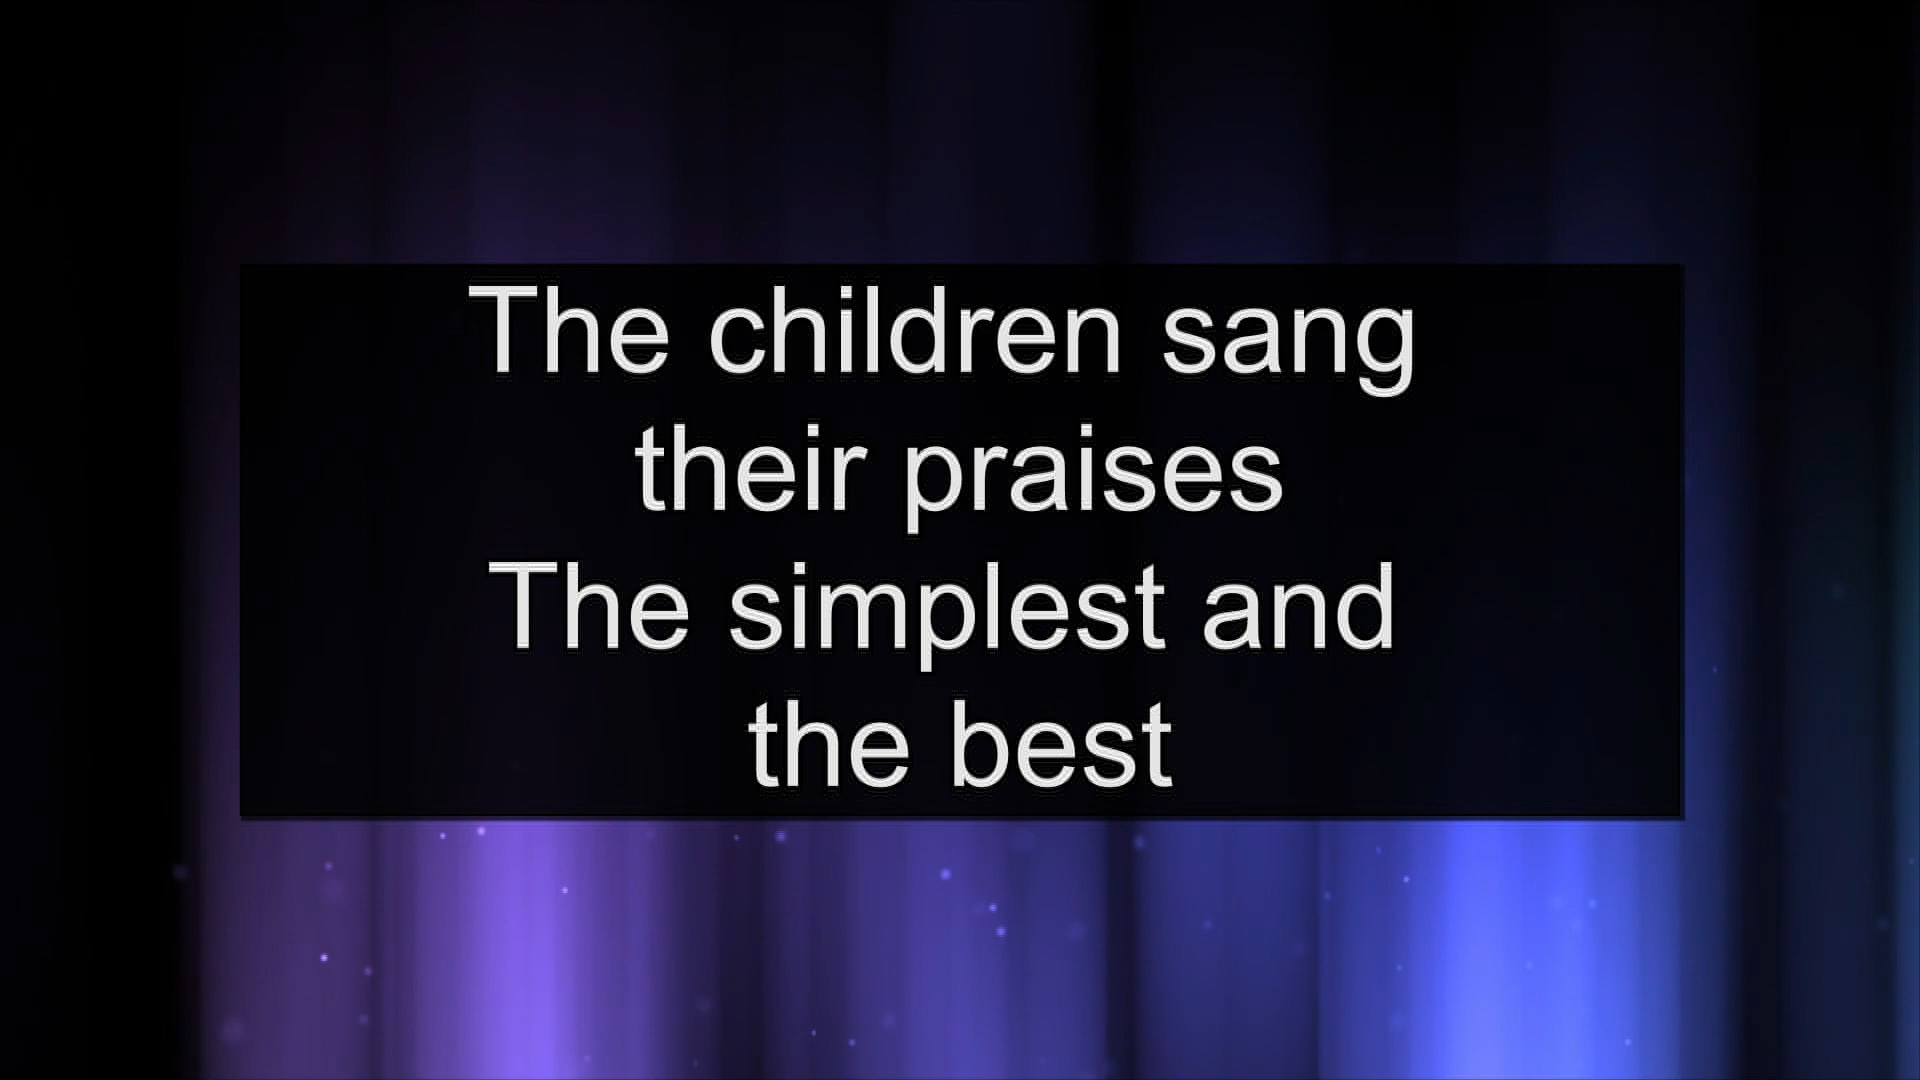 The children sang
their praises
The simplest and
the best